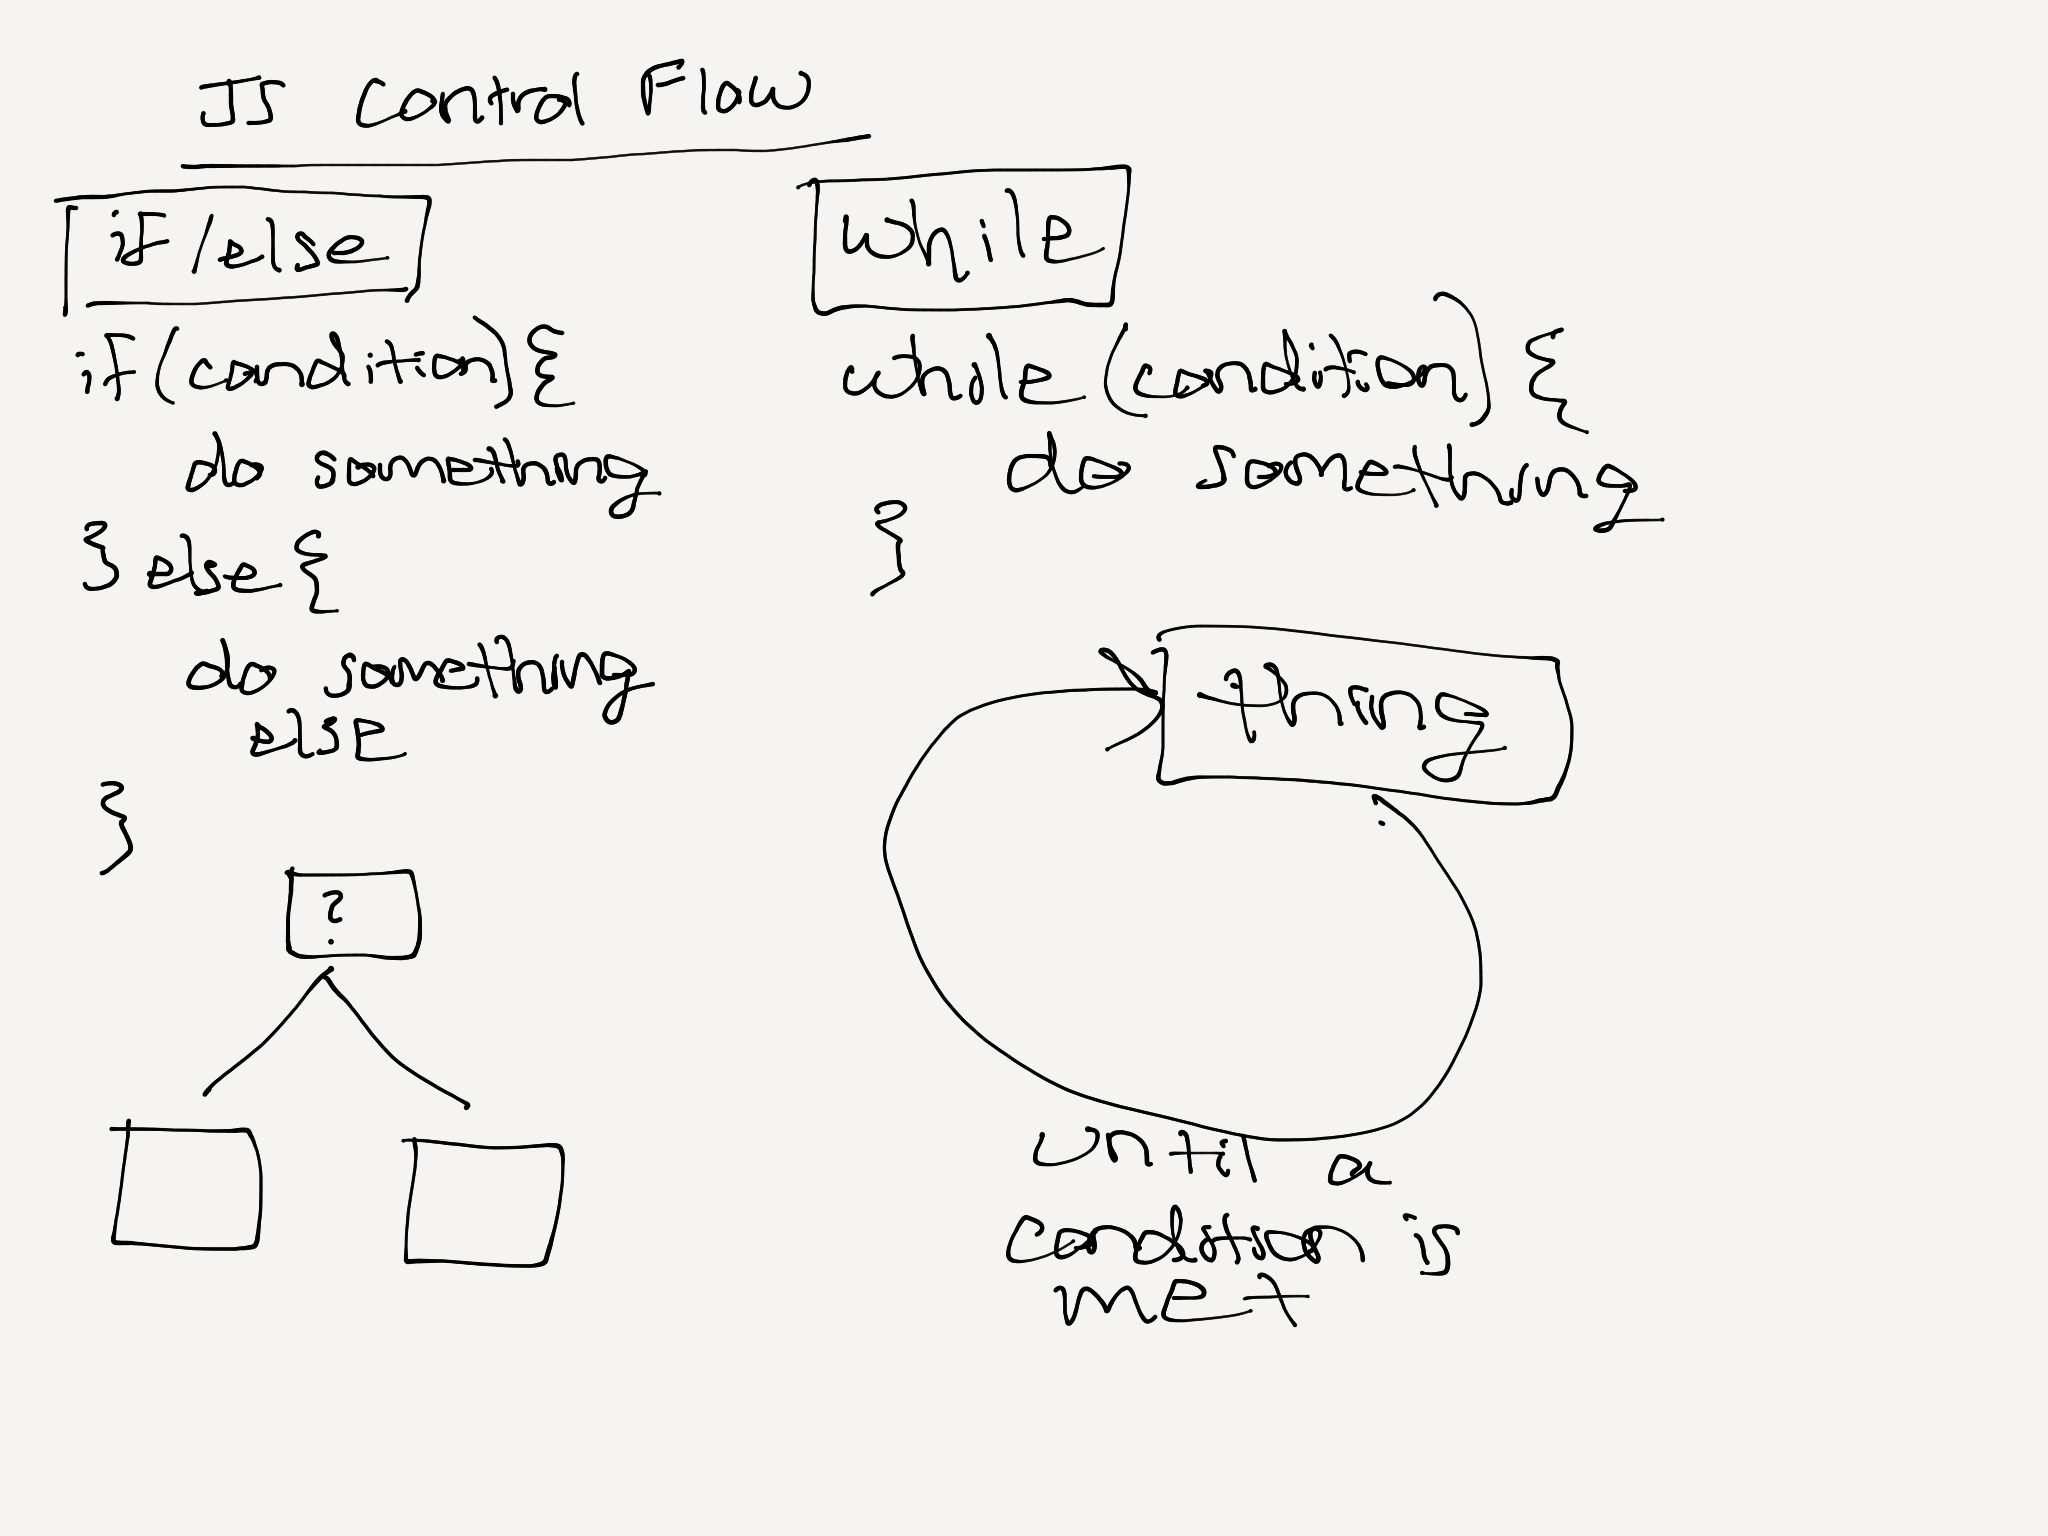 JS Control Flow
if/else
if(condition){
do something
} else {
do something
else
}
?
while
while (condition) {
do something
}
thing
until a
condition is
met